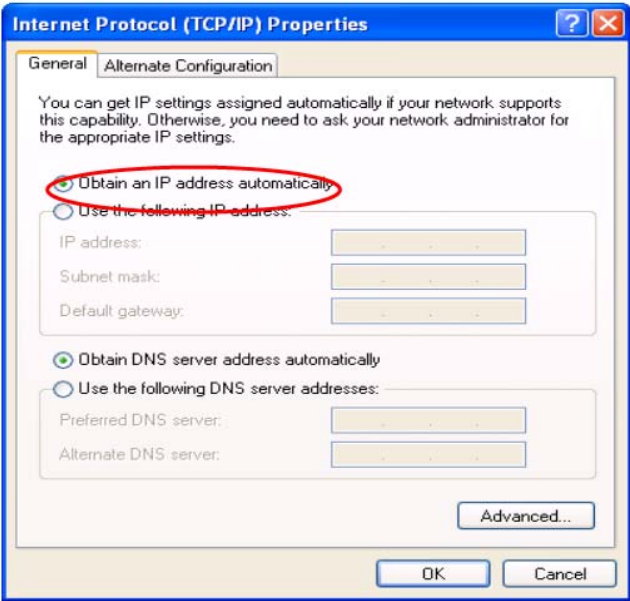 Internet Protocol (TCP/IP) Properties
General Alternate Configuration
You can get IP settings assigned automatically if your network supports
this capability. Otherwise, you need to ask your network administrator for
the appropriate IP settings.
Obtain an IP address automatically
Use the following IP address:
IP address:
Subnet mask:
Default gateway:
Obtain DNS server address automatically
Use the following DNS server addresses:
Preferred DNS server:
Alternate DNS server:
Advanced...
OK Cancel